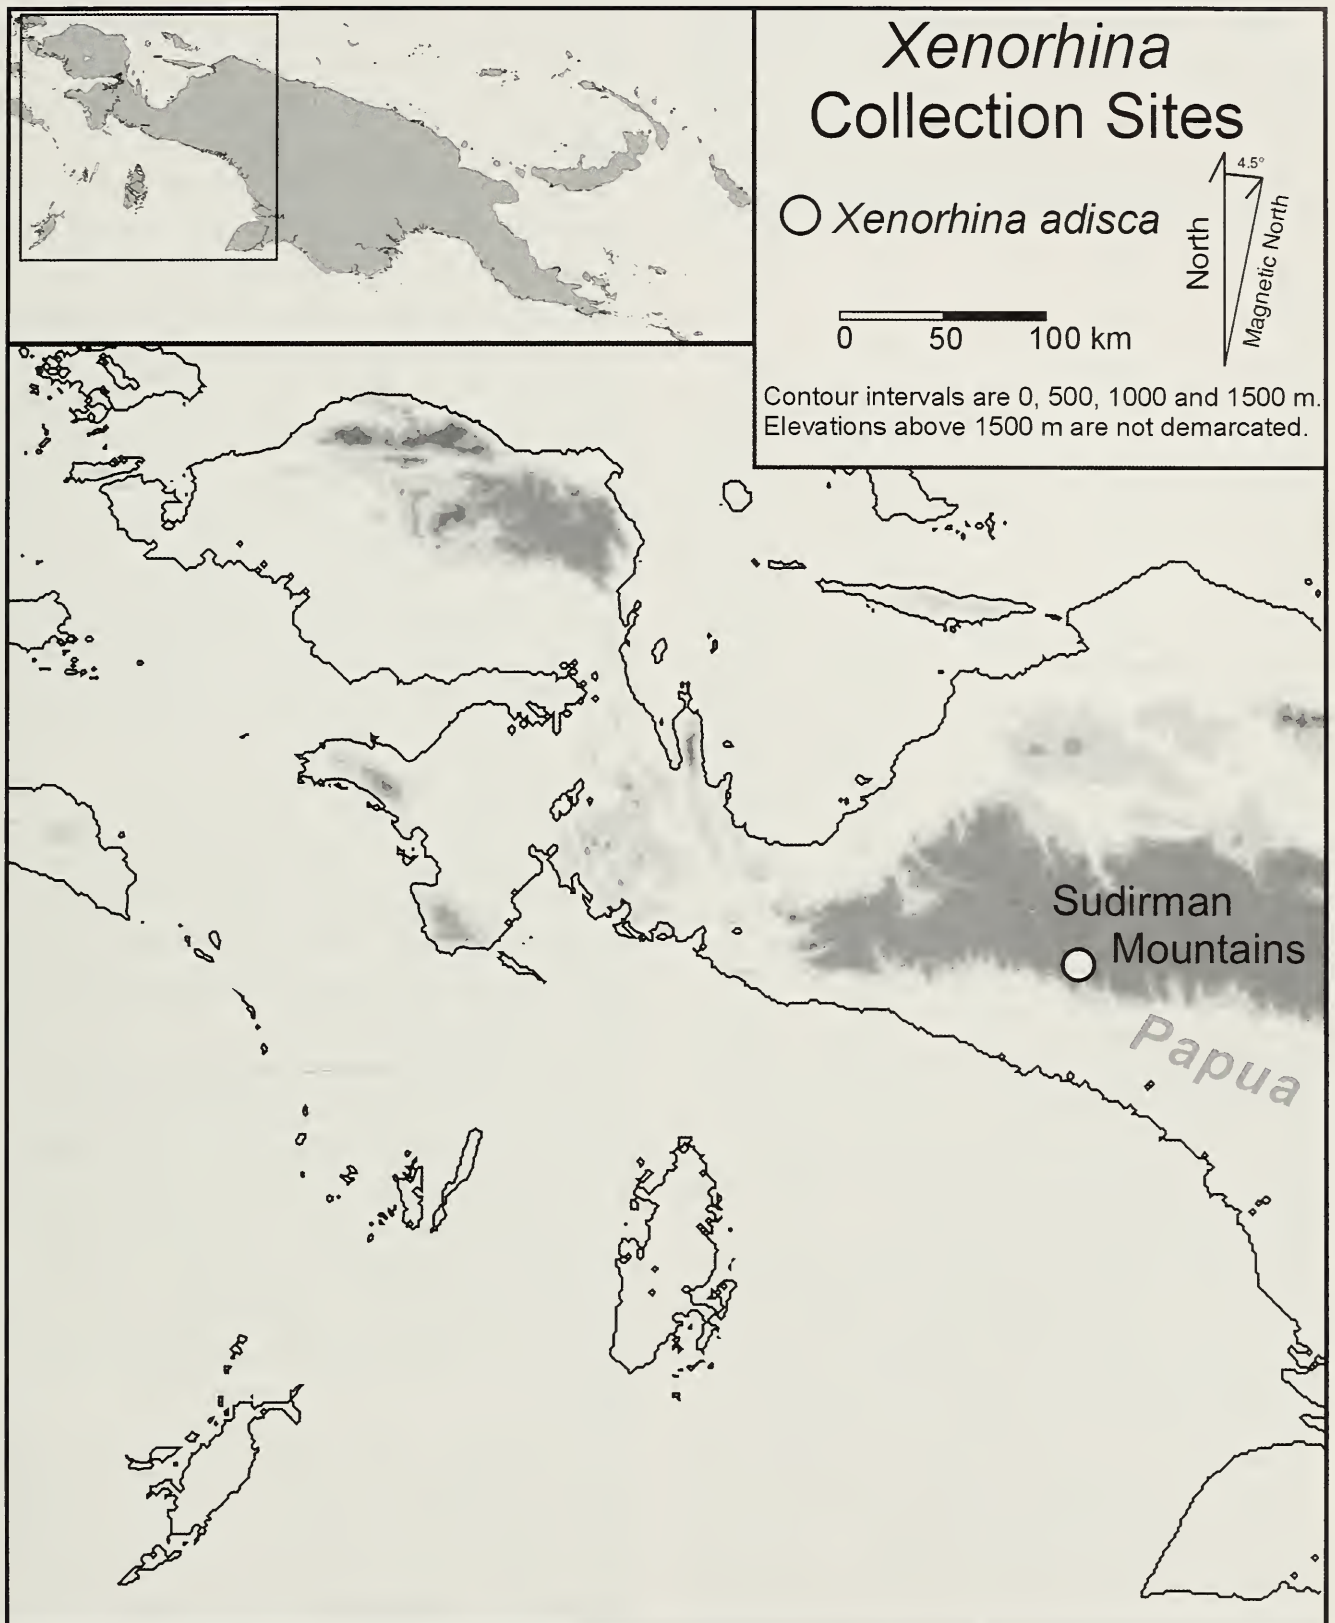 Xenorhina
Collection Sites
4.5°
Xenorhina adisca
North
Magnetic North
0 50 100 km
Contour intervals are 0, 500, 1000 and 1500 m.
Elevations above 1500 m are not demarcated.
Sudirman
Mountains
Papua